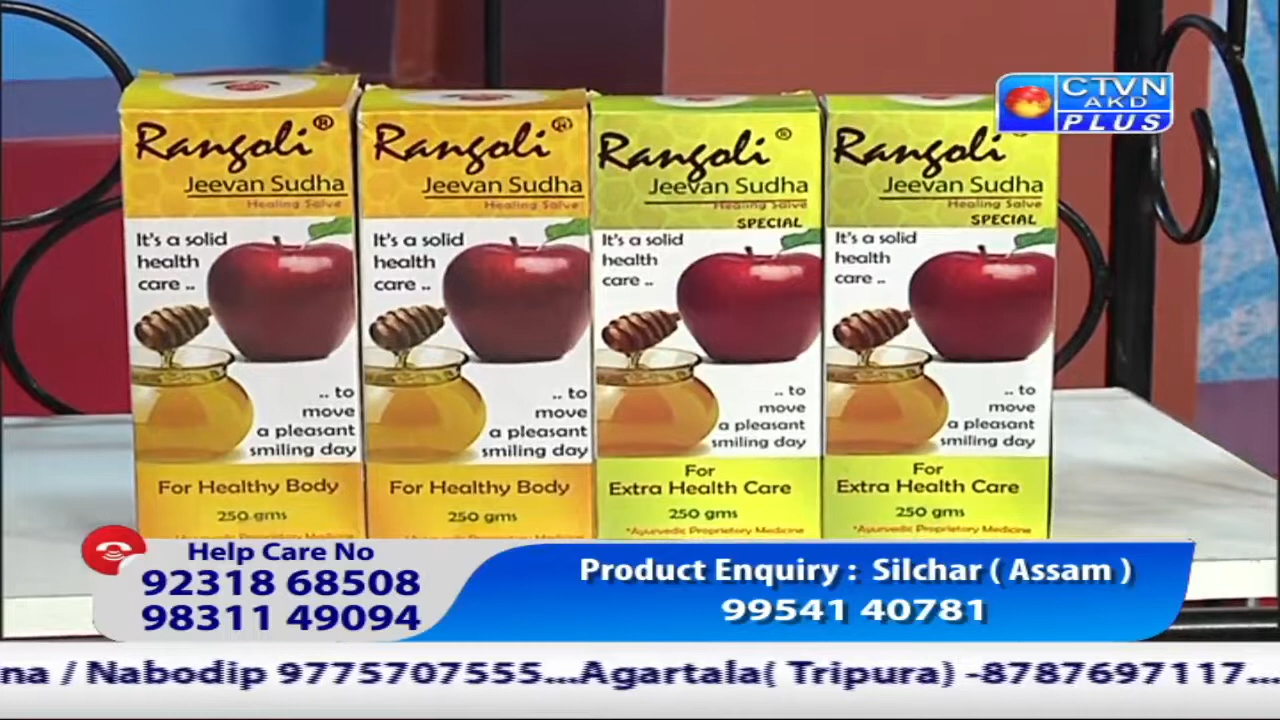 CTVN
AKD
PLUS
Rangoli®
Jeevan Sudha
Healing Salve
It's a solid
health
care ..
.. to
move
a pleasant
smiling day
For Healthy Body
250 gms
Rangoli®
Jeevan Sudha
Healing Salve
It's a solid
health
care ..
.. to
move
a pleasant
smiling day
For Healthy Body
250 gms
Rangoli®
Jeevan Sudha
Healing Salve
SPECIAL
It's a solid
health
care ..
.. to
move
a pleasant
smiling day
For
Extra Health Care
250 gms
*Ayurvedic Proprietary Medicine
Rangoli
Jeevan Sudha
Healing Salve
SPECIAL
It's a solid
health
care ..
.. to
move
a pleasant
smiling day
For
Extra Health Care
250 gms
*Ayurvedic Proprietary Medicine
Help Care No
92318 68508
98311 49094
Product Enquiry : Silchar ( Assam )
99541 40781
na / Nabodip 9775707555...Agartala( Tripura) -8787697117...